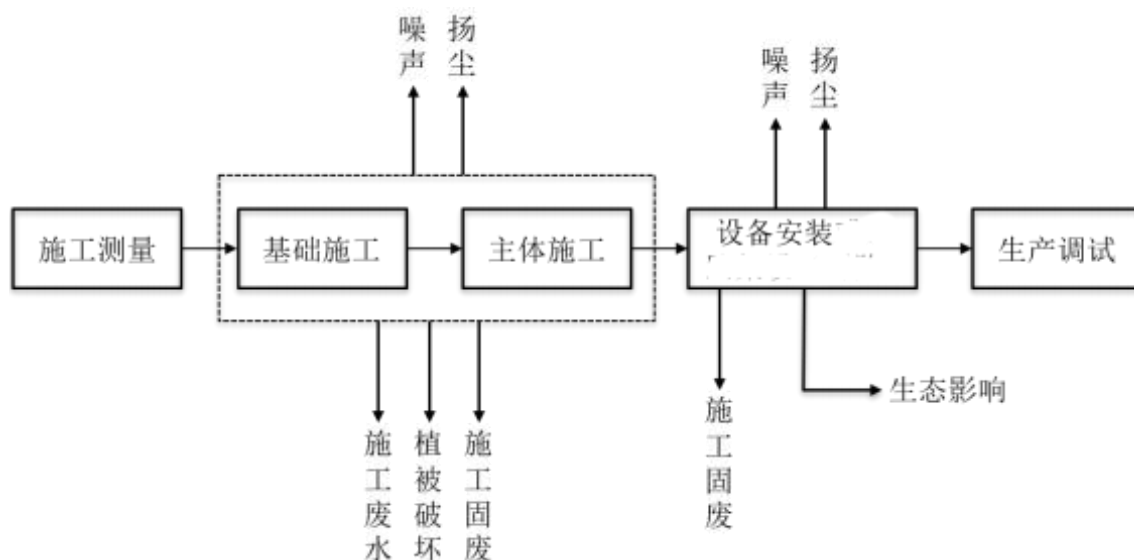 噪声
扬尘
噪声
扬尘
施工测量
基础施工
主体施工
设备安装
生产调试
生态影响
施工废水
植被破坏
施工固废
施工固废